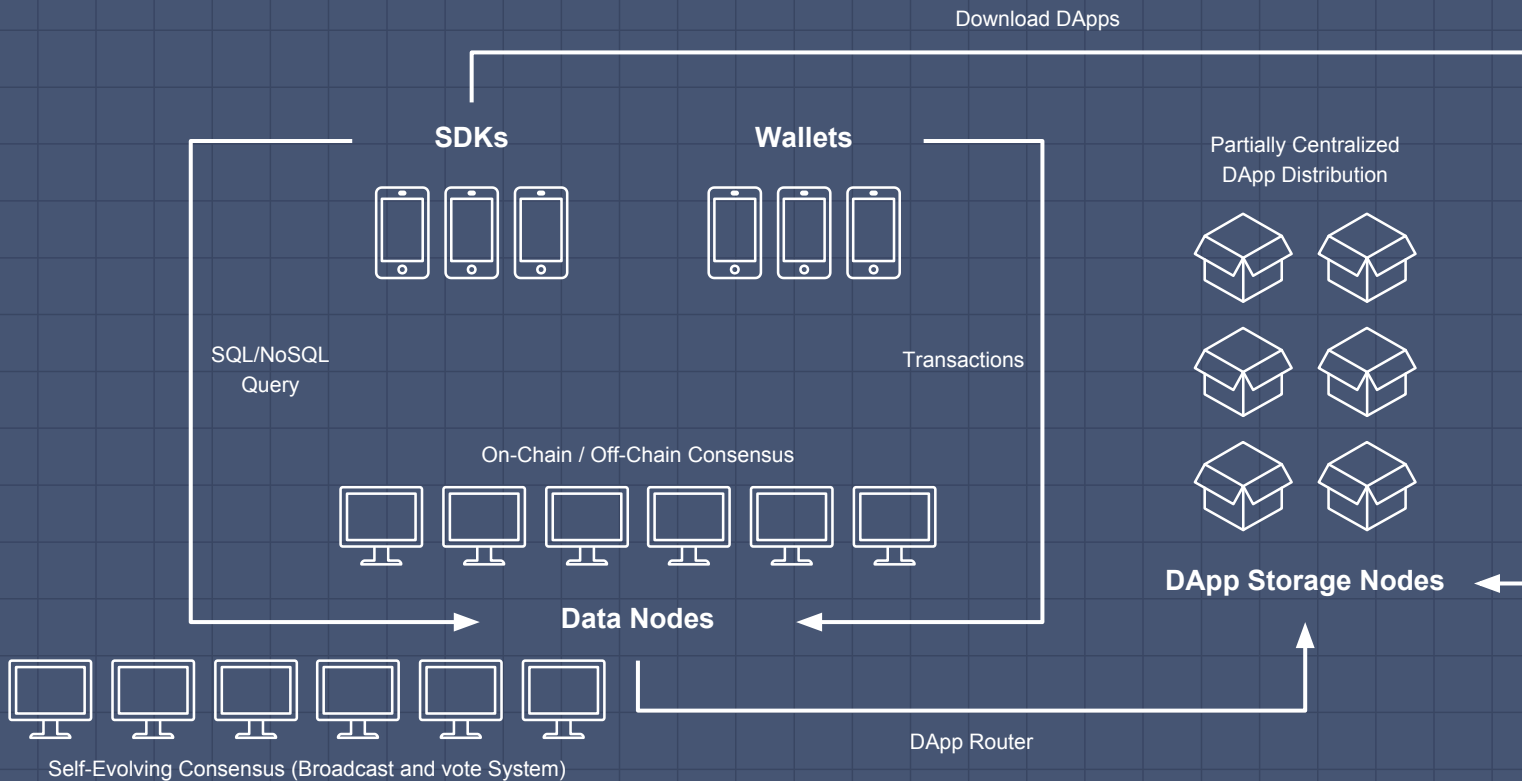 Download DApps
SDKs
Wallets
Partially Centralized
DApp Distribution
SQL/NoSQL
Query
Transactions
On-Chain / Off-Chain Consensus
DApp Storage Nodes
Data Nodes
DApp Router
Self-Evolving Consensus (Broadcast and vote System)